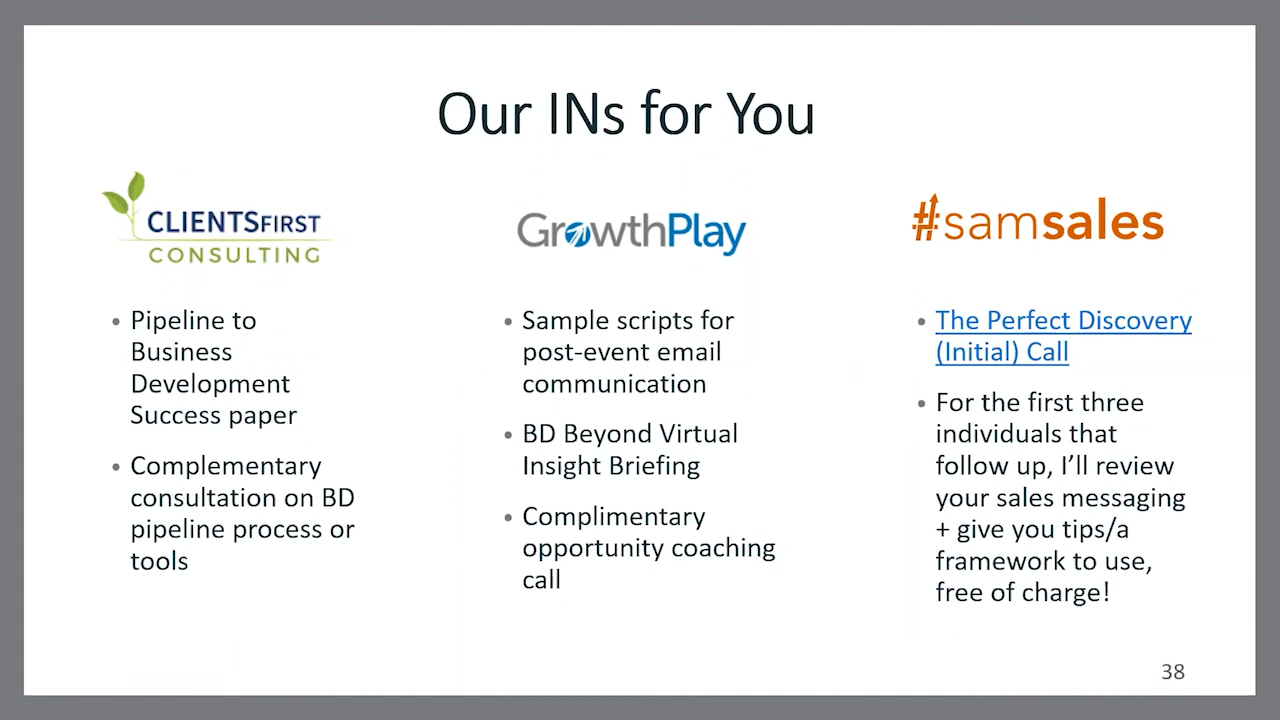 Our INs for You
CLIENTSFIRST
CONSULTING
• Pipeline to
Business
Development
Success paper
• Complementary
consultation on BD
pipeline process or
tools
GrowthPlay
• Sample scripts for
post-event email
communication
• BD Beyond Virtual
Insight Briefing
• Complimentary
opportunity coaching
call
#samsales
• The Perfect Discovery
(Initial) Call
• For the first three
individuals that
follow up, I’ll review
your sales messaging
+ give you tips/a
framework to use,
free of charge!
38